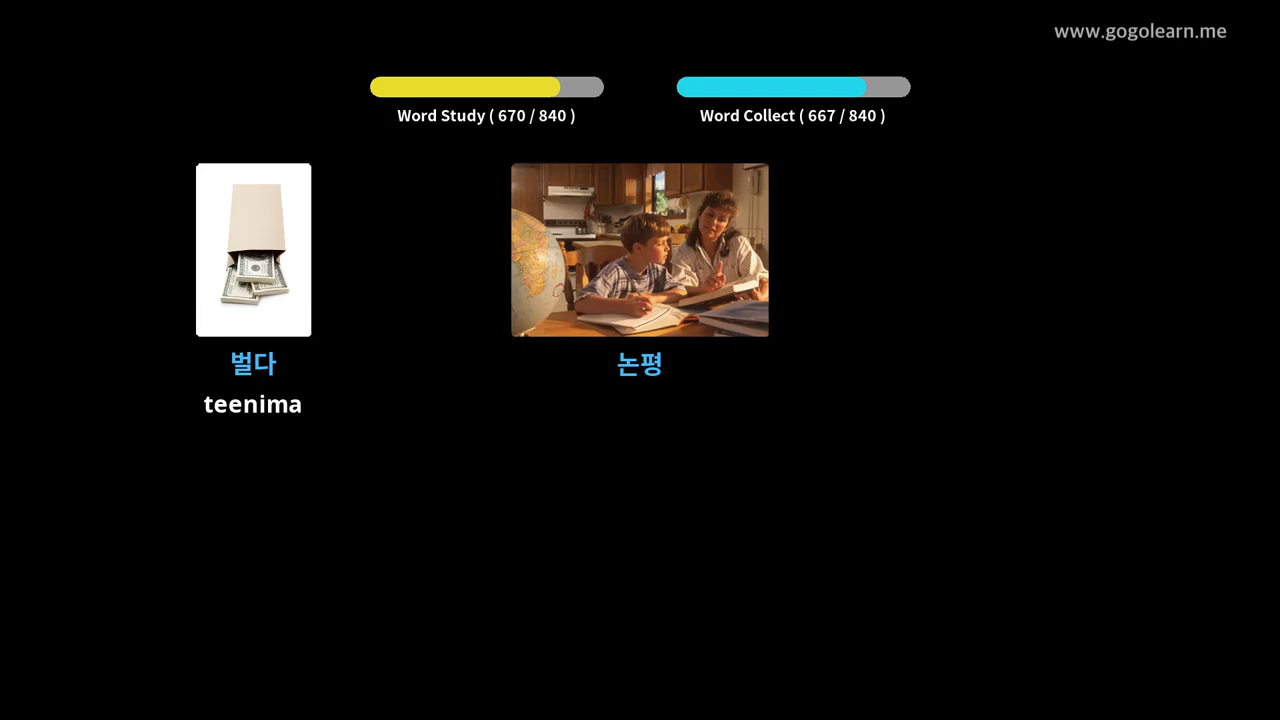 www.gogolearn.me
Word Study ( 670 / 840 )
Word Collect ( 667 / 840 )
벌다
teenima
논평